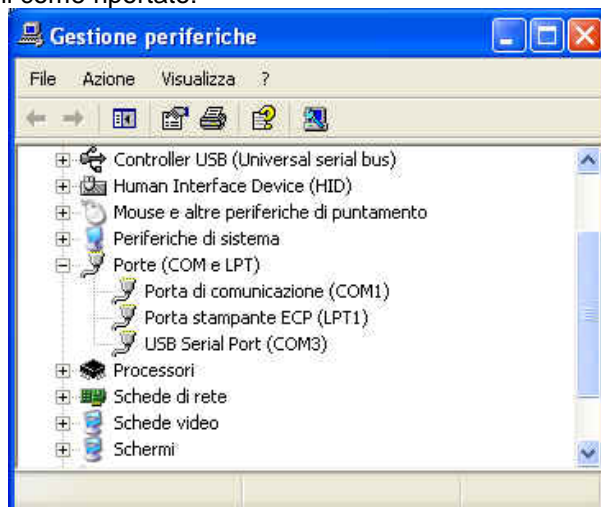 come riportato.
Gestione periferiche
File Azione Visualizza ?
Controller USB (Universal serial bus)
Human Interface Device (HID)
Mouse e altre periferiche di puntamento
Periferiche di sistema
Porte (COM e LPT)
Porta di comunicazione (COM1)
Porta stampante ECP (LPT1)
USB Serial Port (COM3)
Processori
Schede di rete
Schede video
Schermi